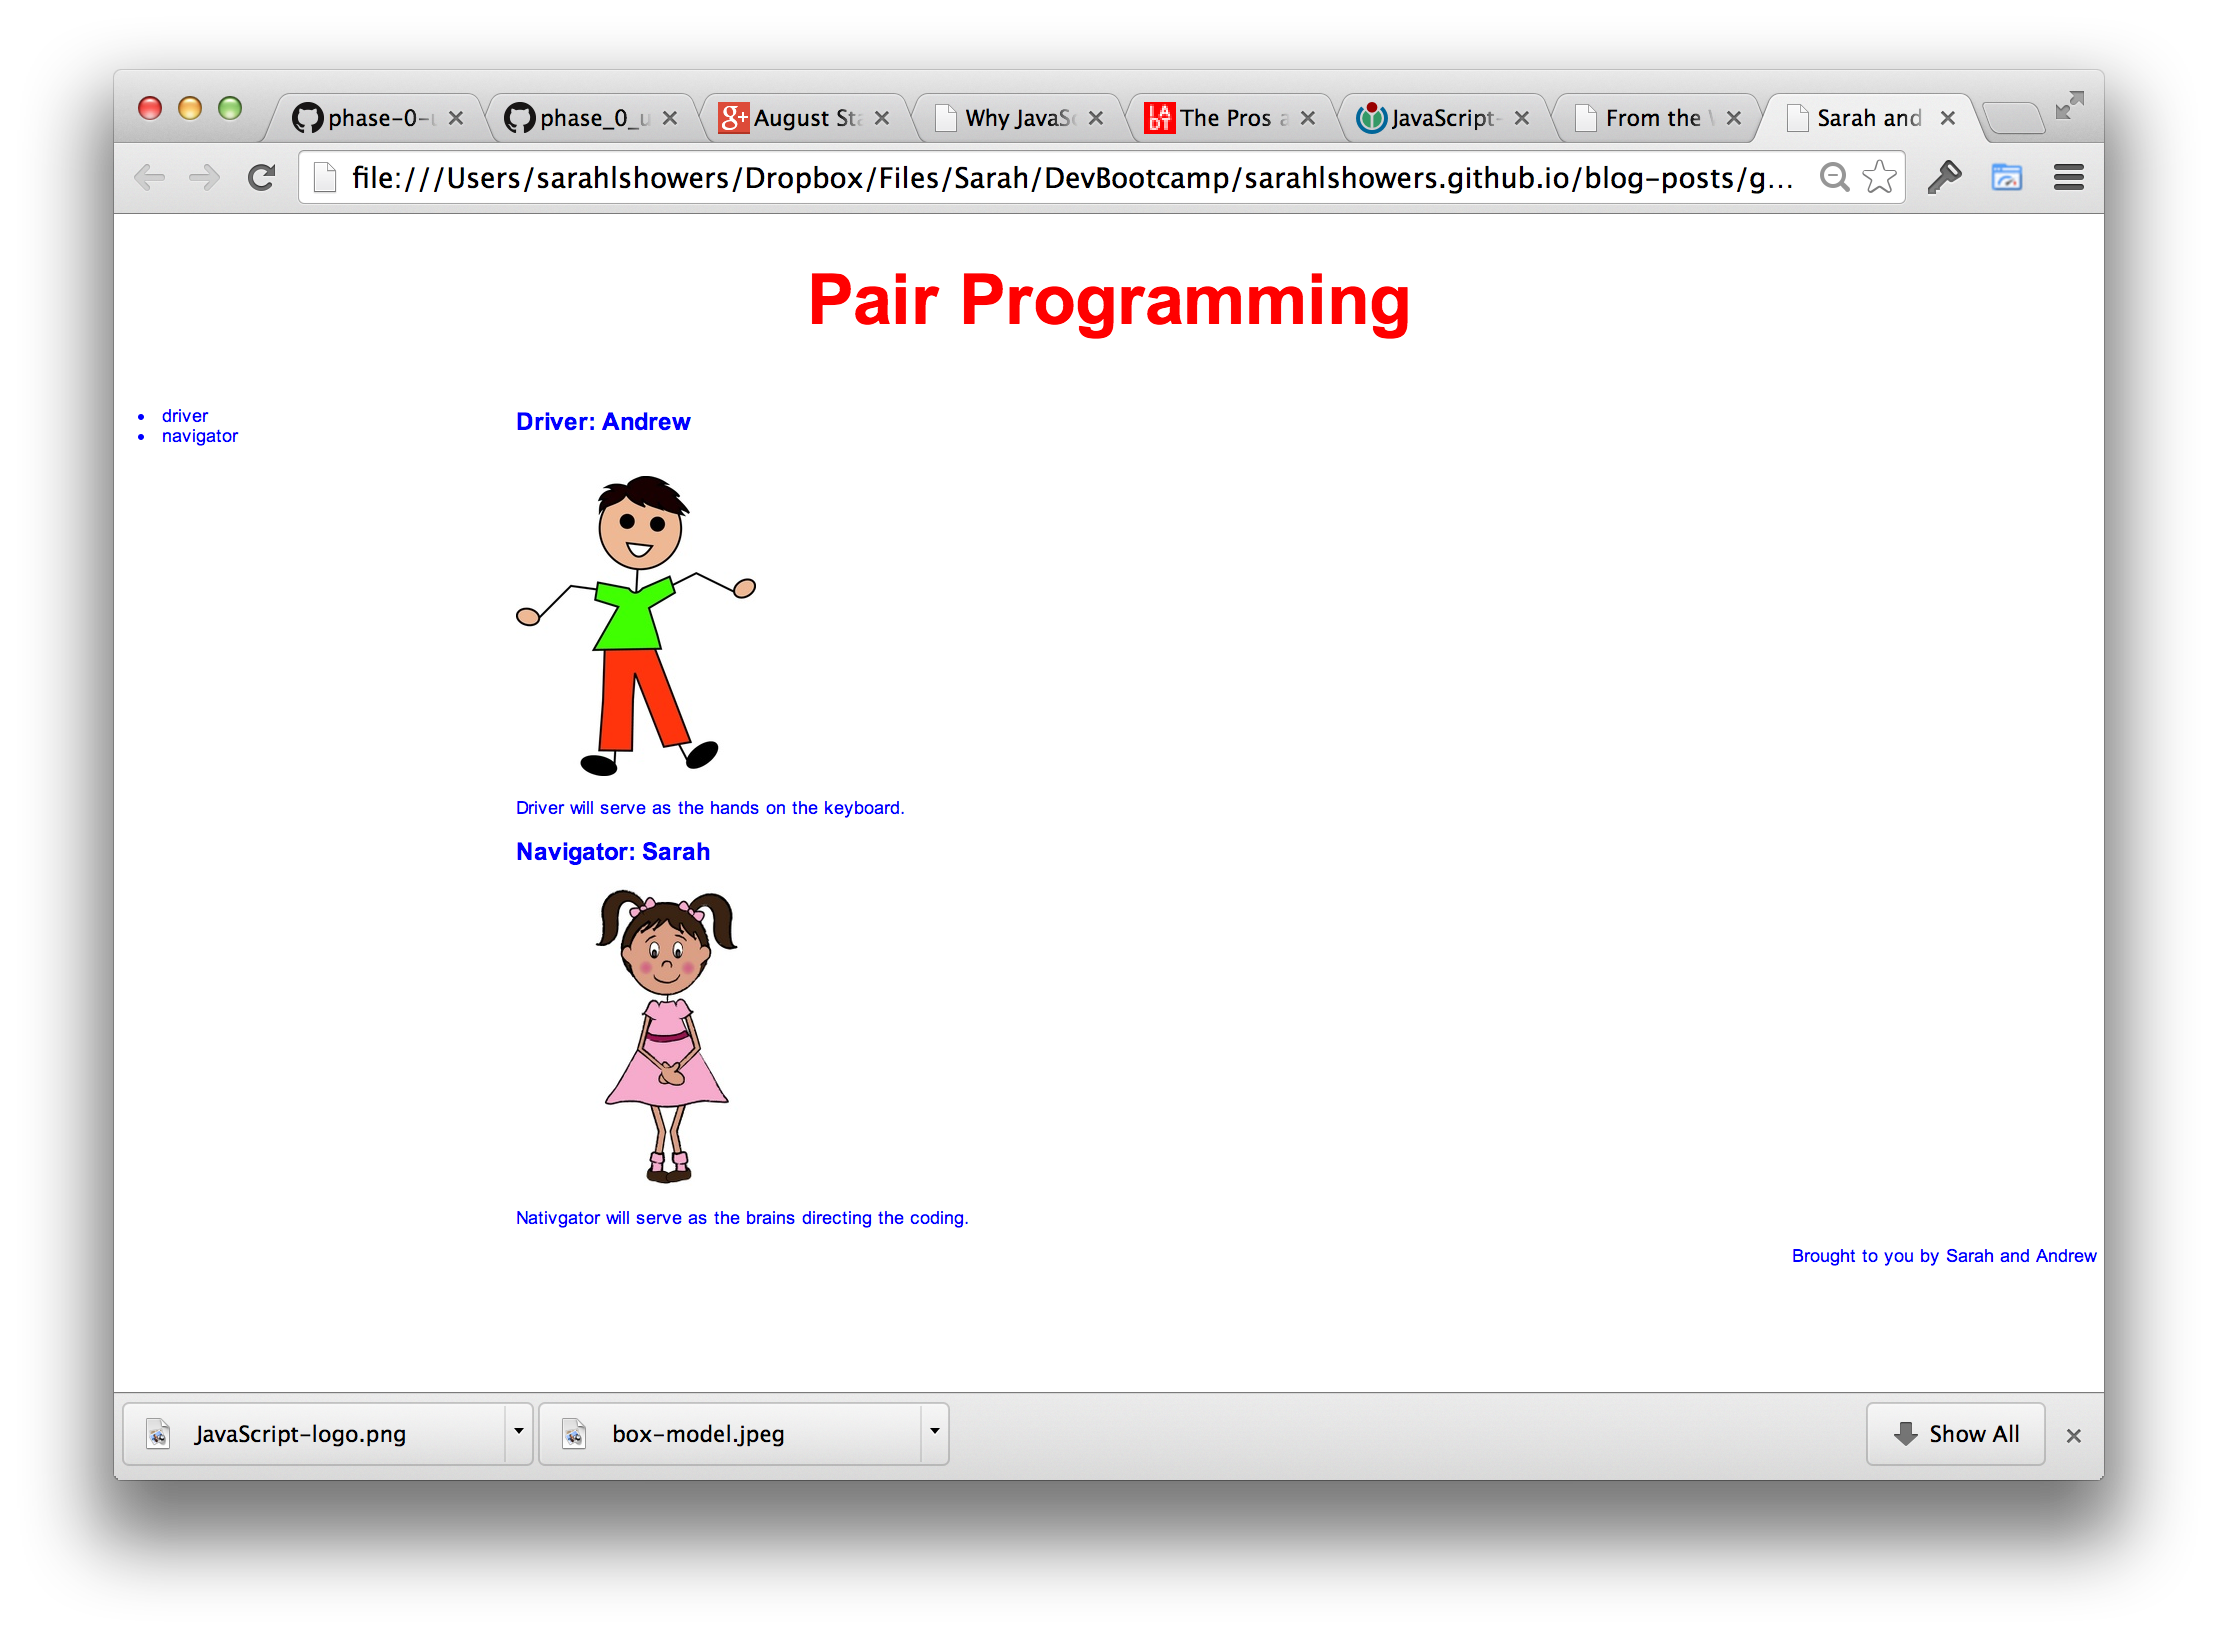 phase-0-
phase_0_u
August Sta
Why JavaSc
The Pros a
JavaScript-
From the
Sarah and
file:///Users/sarahlshowers/Dropbox/Files/Sarah/DevBootcamp/sarahlshowers.github.io/blog-posts/g...
Pair Programming
driver
navigator
Driver: Andrew
Driver will serve as the hands on the keyboard.
Navigator: Sarah
Nativgator will serve as the brains directing the coding.
Brought to you by Sarah and Andrew
JavaScript-logo.png
box-model.jpeg
Show All